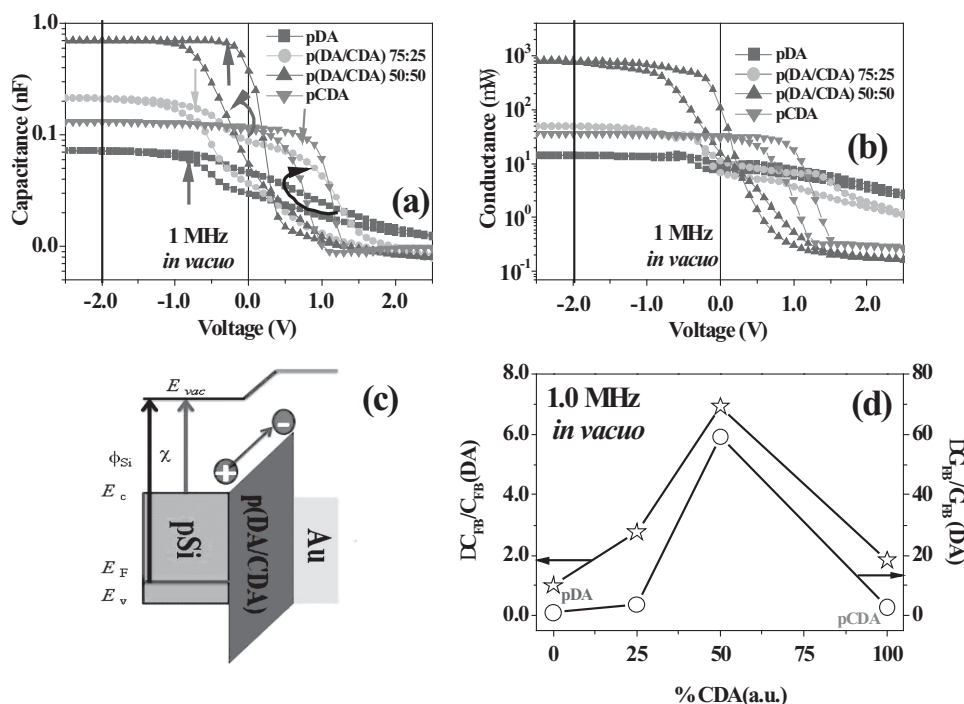 1.0
0.1
0.0
Capacitance (nF)
pDA
p(DA/CDA) 75:25
p(DA/CDA) 50:50
pCDA
(a)
1 MHz
in vacuo
-2.0 -1.0 0.0 1.0 2.0
Voltage (V)
10³
10²
10¹
10⁰
10⁻¹
Conductance (mW)
pDA
p(DA/CDA) 75:25
p(DA/CDA) 50:50
pCDA
(b)
1 MHz
in vacuo
-2.0 -1.0 0.0 1.0 2.0
Voltage (V)
E vac
(c)
ϕSi
χ
E c
E F
E v
+
-
pSi
p(DA/CDA)
Au
8.0
6.0
4.0
2.0
0.0
DC FB/C FB(DA)
1.0 MHz
in vacuo
(d)
pDA
pCDA
80
60
40
20
0
DG FB/G FB (DA)
0 25 50 75 100
% CDA(a.u.)